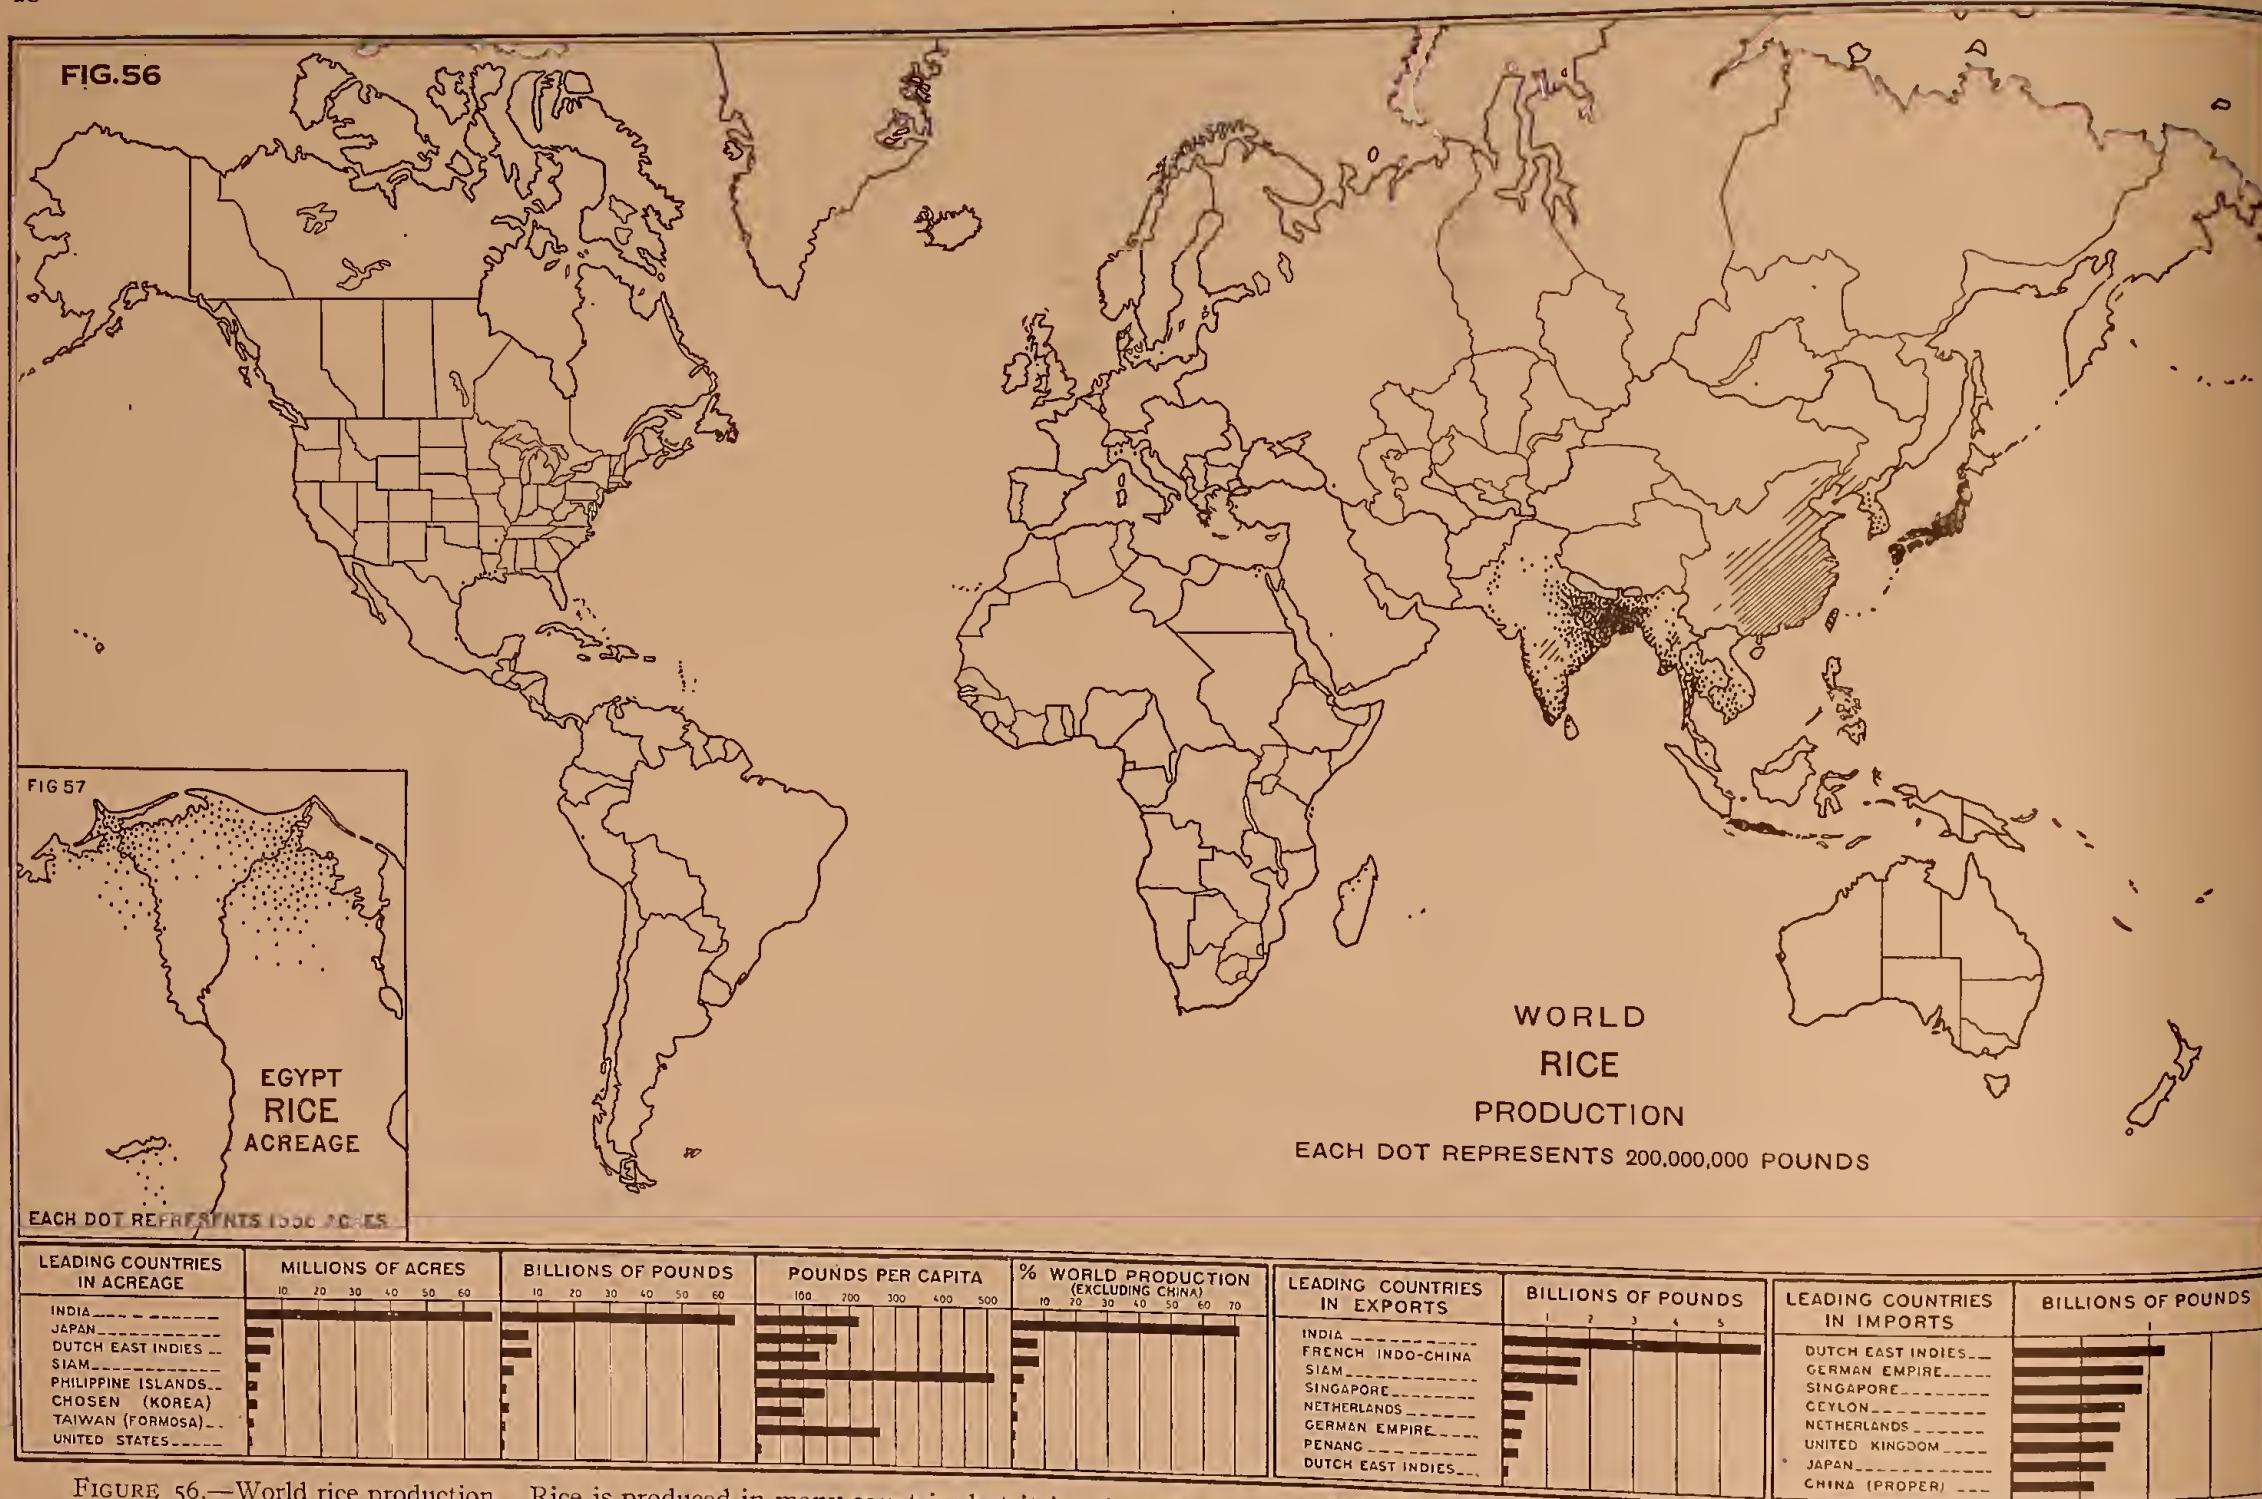 FIG.56
FIG 57
EGYPT
RICE
ACREAGE
EACH DOT REPRESENTS ACRES
WORLD
RICE
PRODUCTION
EACH DOT REPRESENTS 200,000,000 POUNDS
LEADING COUNTRIES
IN ACREAGE
INDIA
JAPAN
DUTCH EAST INDIES
SIAM
PHILIPPINE ISLANDS
CHOSEN (KOREA)
TAIWAN (FORMOSA)
UNITED STATES
MILLIONS OF ACRES
10 20 30 40 50 60
BILLIONS OF POUNDS
10 20 30 40 50 60
POUNDS PER CAPITA
100 200 300 400 500
% WORLD PRODUCTION
(EXCLUDING CHINA)
10 20 30 40 50 60 70
LEADING COUNTRIES
IN EXPORTS
INDIA
FRENCH INDO-CHINA
SIAM
SINGAPORE
NETHERLANDS
GERMAN EMPIRE
PENANG
DUTCH EAST INDIES
BILLIONS OF POUNDS
1 2 3 4 5
LEADING COUNTRIES
IN IMPORTS
DUTCH EAST INDIES
GERMAN EMPIRE
SINGAPORE
CEYLON
NETHERLANDS
UNITED KINGDOM
JAPAN
CHINA (PROPER)
BILLIONS OF POUNDS
1
FIGURE 56.—World rice production. Rice is produced in many